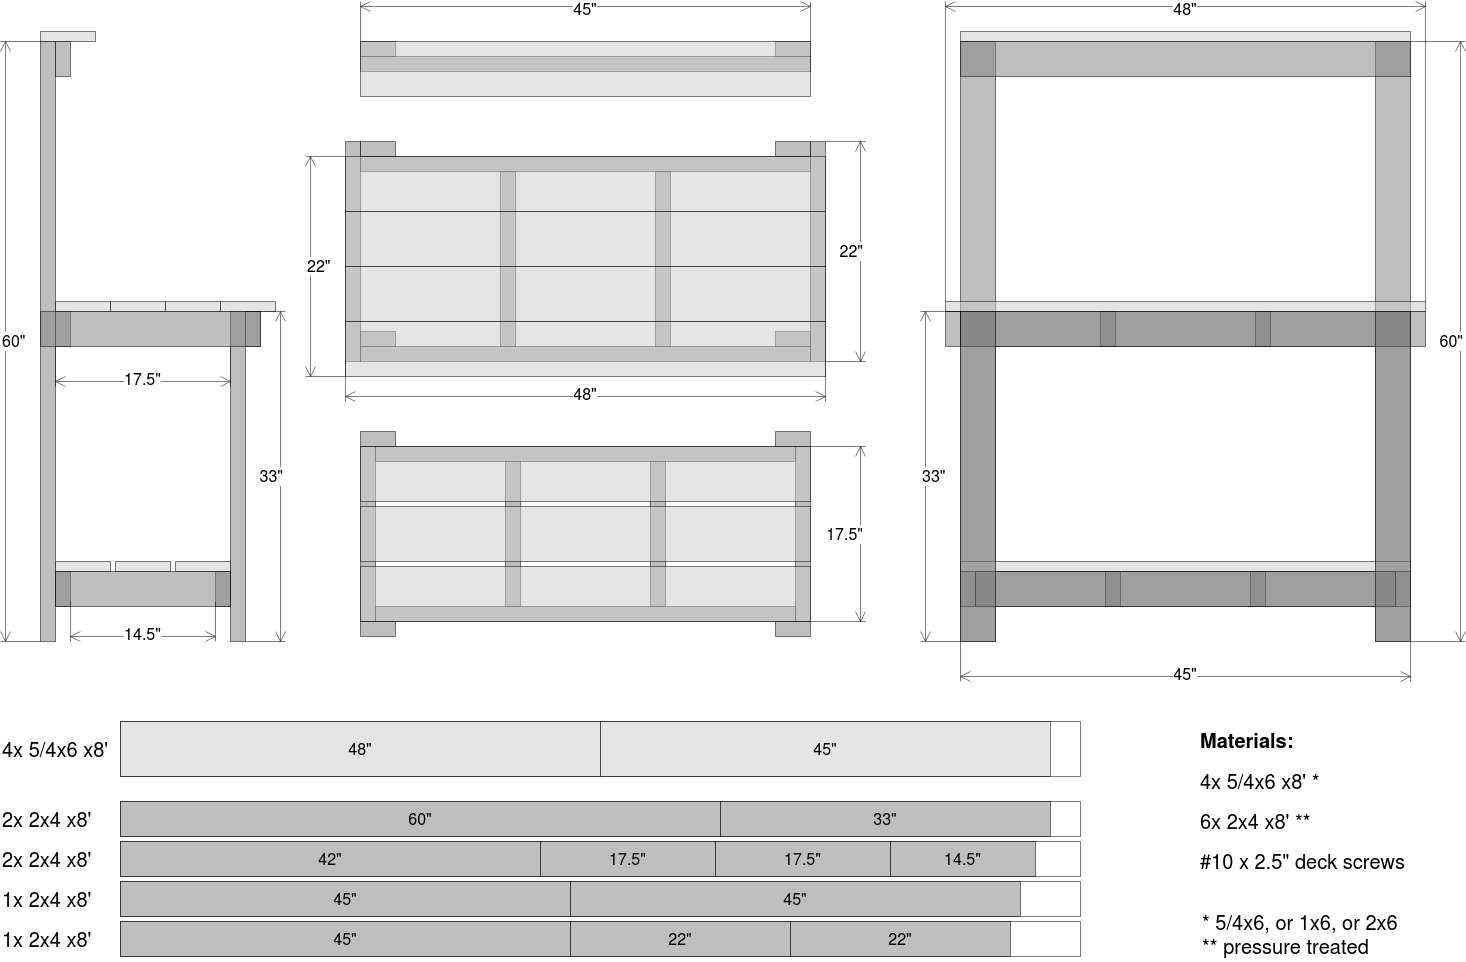 45"
48"
60"
17.5"
33"
14.5"
22"
22"
48"
17.5"
33"
60"
45"
4x 5/4x6 x8' 48" 45"
2x 2x4 x8' 60" 33"
2x 2x4 x8' 42" 17.5" 17.5" 14.5"
1x 2x4 x8' 45" 45"
1x 2x4 x8' 45" 22" 22"
Materials:
4x 5/4x6 x8' *
6x 2x4 x8' **
#10 x 2.5" deck screws
* 5/4x6, or 1x6, or 2x6
** pressure treated